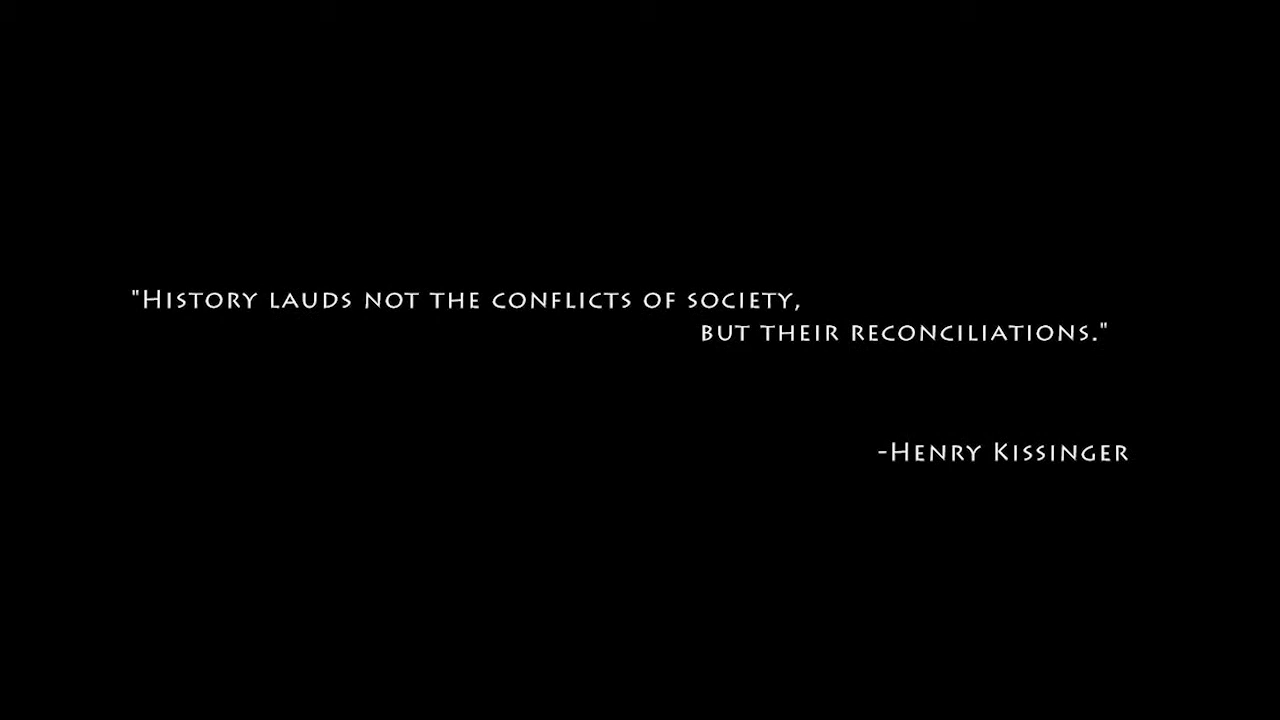 "History lauds not the conflicts of society,
but their reconciliations."
-Henry Kissinger